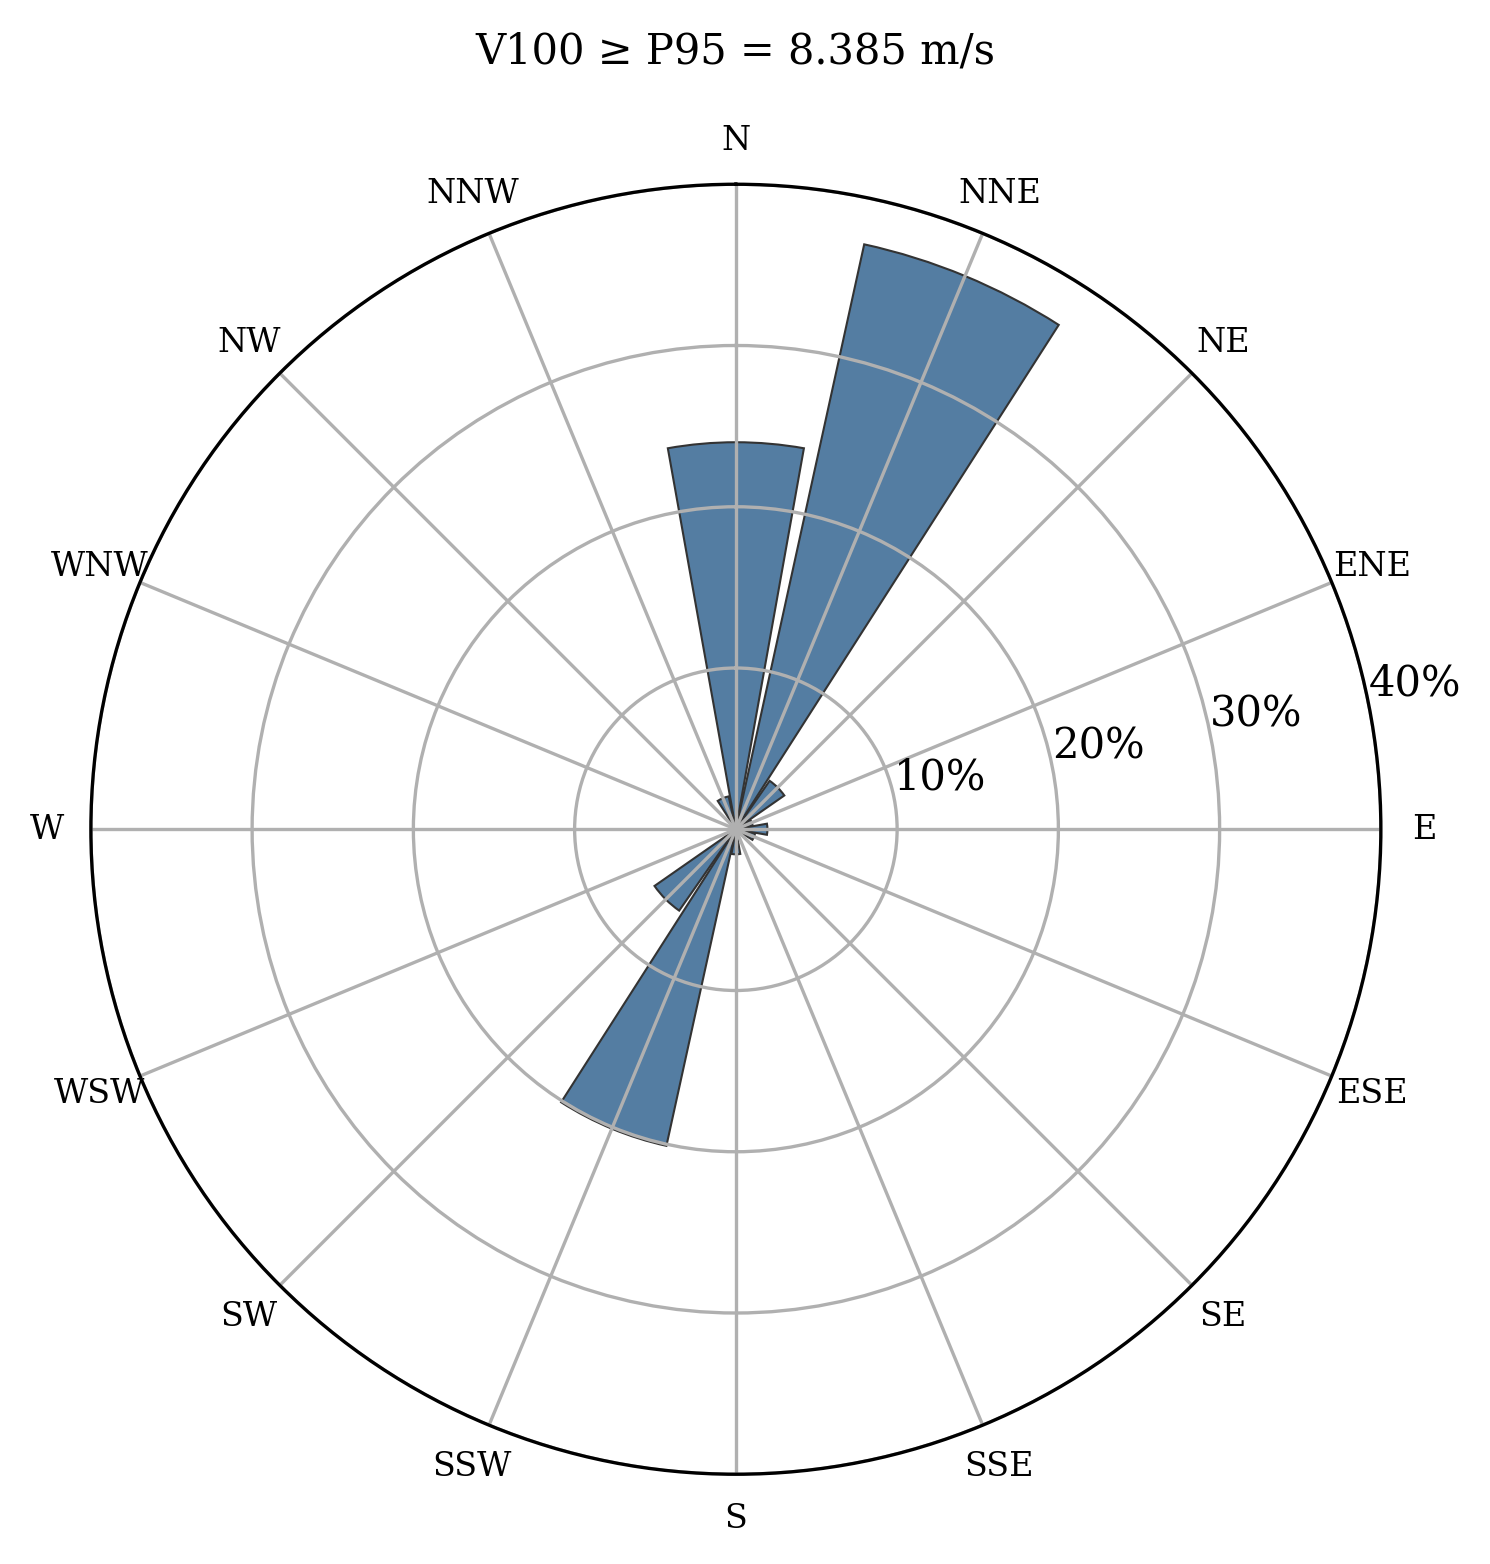 V100 ≥ P95 = 8.385 m/s
N
NNW
NNE
NW
NE
WNW
ENE
40%
30%
20%
10%
W
E
WSW
ESE
SW
SE
SSW
SSE
S